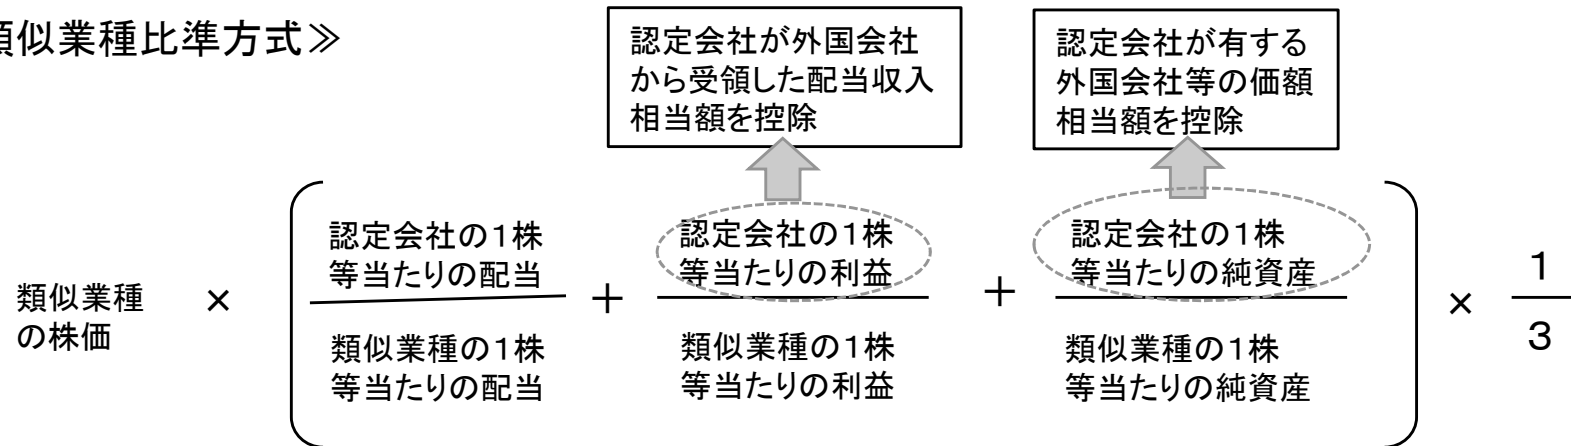 類似業種比準方式≫
認定会社が外国会社
から受領した配当収入
相当額を控除
認定会社が有する
外国会社等の価額
相当額を控除
類似業種
の株価
×
認定会社の1株
等当たりの配当
類似業種の1株
等当たりの配当
＋
認定会社の1株
等当たりの利益
類似業種の1株
等当たりの利益
＋
認定会社の1株
等当たりの純資産
類似業種の1株
等当たりの純資産
×
1
3